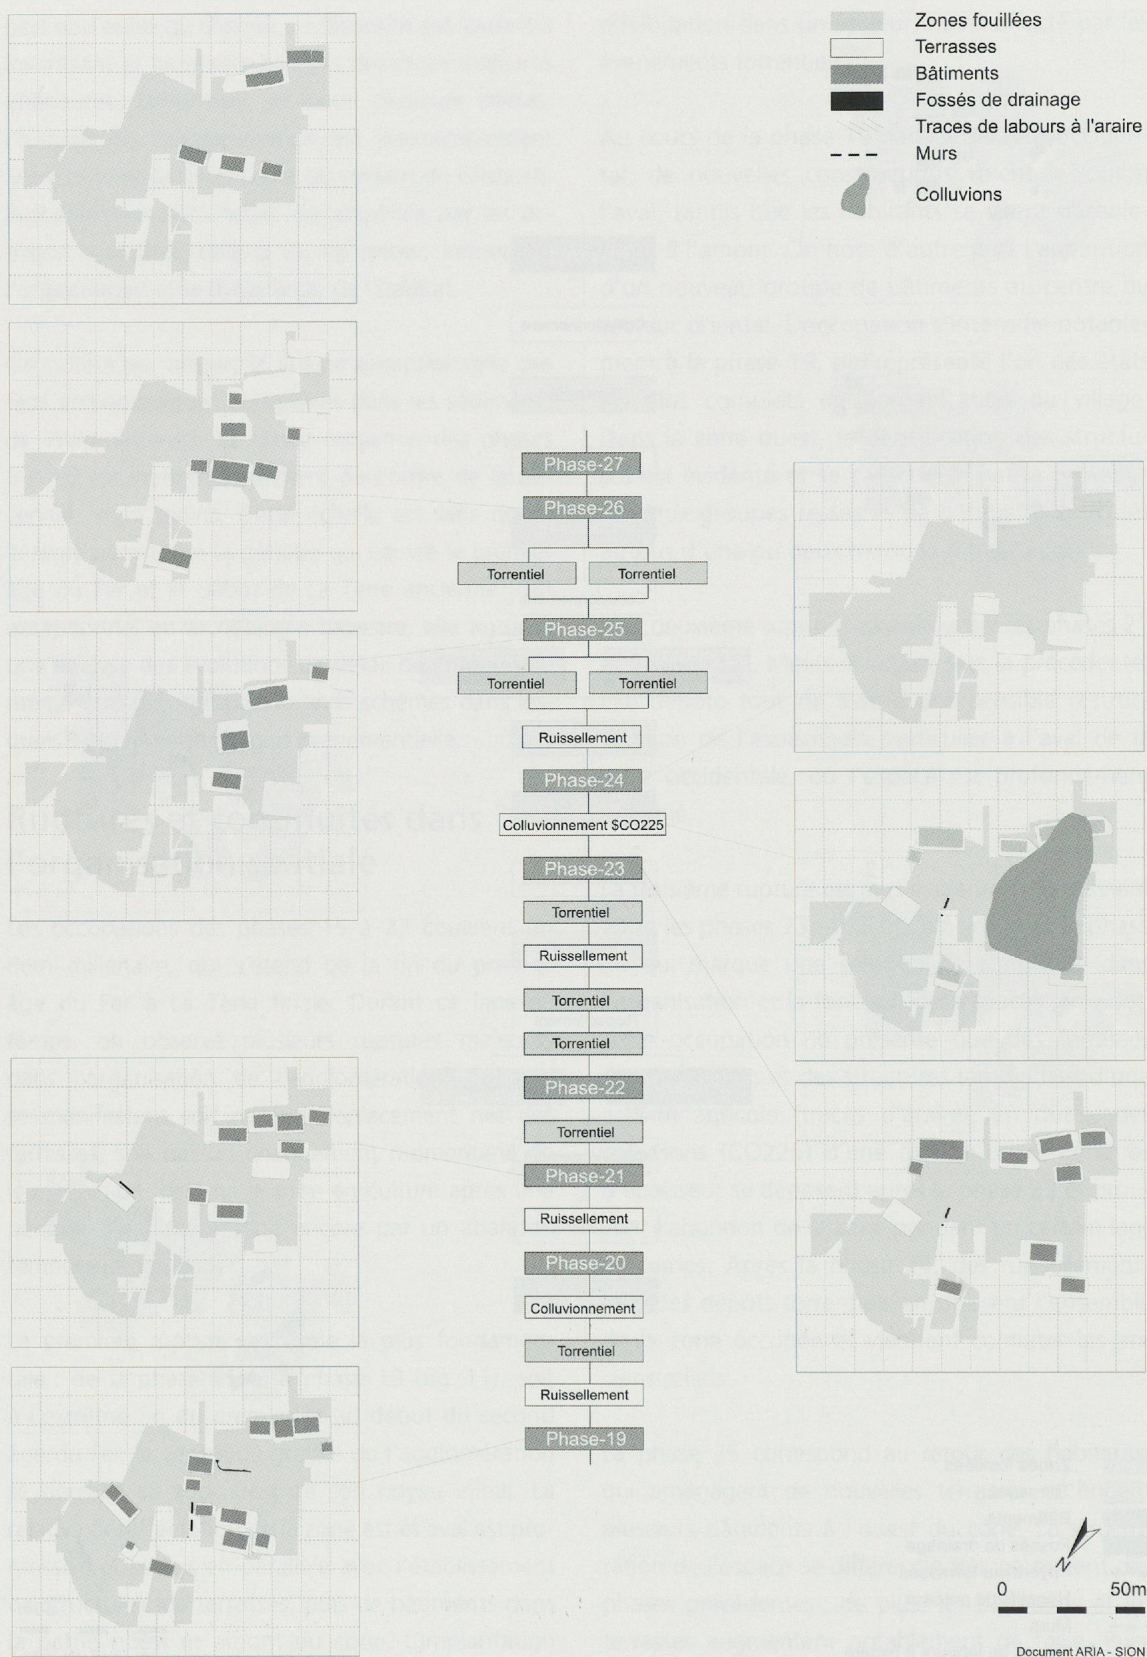 Zones fouillées
Terrasses
Bâtiments
Fossés de drainage
Traces de labours à l'araire
Murs
Colluvions
Phase-27
Phase-26
Torrentiel Torrentiel
Phase-25
Torrentiel Torrentiel
Ruissellement
Phase-24
Colluvionnement $CO225
Phase-23
Torrentiel
Ruissellement
Torrentiel
Torrentiel
Phase-22
Torrentiel
Phase-21
Ruissellement
Phase-20
Colluvionnement
Torrentiel
Ruissellement
Phase-19
N
0 50m
Document ARIA - SION